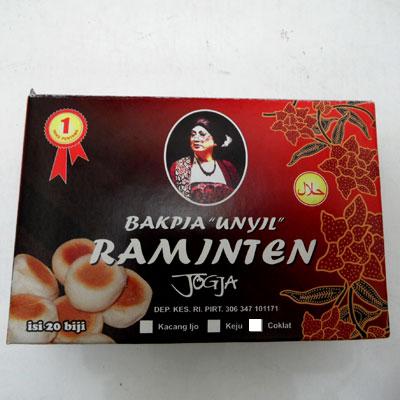 1
حلال
BAKPIA "UNYIL"
RAMINTEN
JOGJA
DEP. KES. RI. PIRT. 306 347 101171
Kacang Ijo Keju Coklat
isi 20 biji